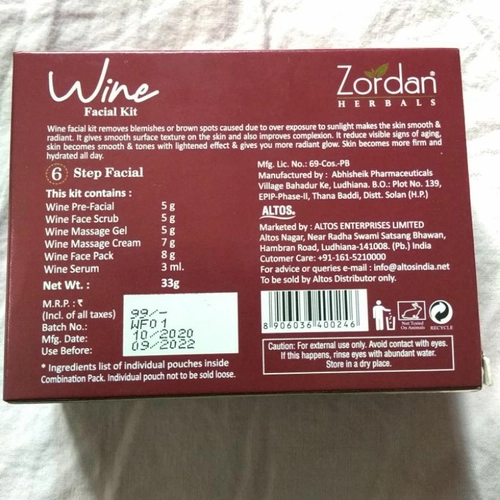 Wine
Facial Kit
Zordan®
HERBALS
Wine facial kit removes blemishes or brown spots caused due to over exposure to sunlight makes the skin smooth &
radiant. It gives smooth surface texture on the skin and also improves complexion. It reduce visible signs of aging,
skin becomes smooth & tones with lightened effect & gives you more radiant glow. Skin becomes more firm and
hydrated all day.
6 Step Facial
This kit contains :
Wine Pre-Facial 5 g
Wine Face Scrub 5 g
Wine Massage Gel 5 g
Wine Massage Cream 7 g
Wine Face Pack 8 g
Wine Serum 3 ml.
Net Wt. : 33g
M.R.P. : ₹ 99/-
(Incl. of all taxes)
Batch No.: WF01
Mfg. Date: 10/2020
Use Before: 09/2022
* Ingredients list of individual pouches inside
Combination Pack. Individual pouch not to be sold loose.
Mfg. Lic. No.: 69-Cos.-PB
Manufactured by : Abhisheik Pharmaceuticals
Village Bahadur Ke, Ludhiana. B.O.: Plot No. 139,
EPIP-Phase-II, Thana Baddi, Distt. Solan (H.P.)
ALTOS®
Marketed by : ALTOS ENTERPRISES LIMITED
Altos Nagar, Near Radha Swami Satsang Bhawan,
Hambran Road, Ludhiana-141008. (Pb.) India
Cutomer Care: +91-161-5210000
For advice or queries e-mail : info@altosindia.net
To be sold by Altos Distributor only.
8 906036 400246
Not Tested
On Animals
RECYCLE
Caution: For external use only. Avoid contact with eyes.
If this happens, rinse eyes with abundant water.
Store in a dry place.